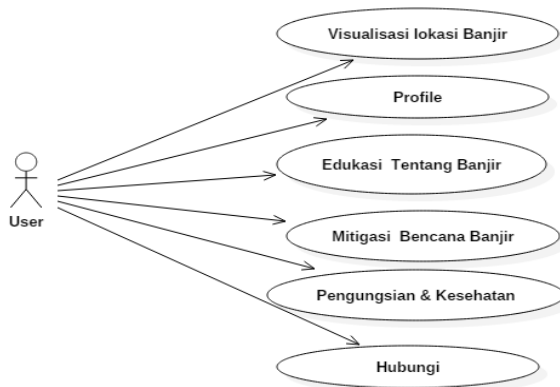 Visualisasi lokasi Banjir
Profile
Edukasi Tentang Banjir
User
Mitigasi Bencana Banjir
Pengungsian & Kesehatan
Hubungi